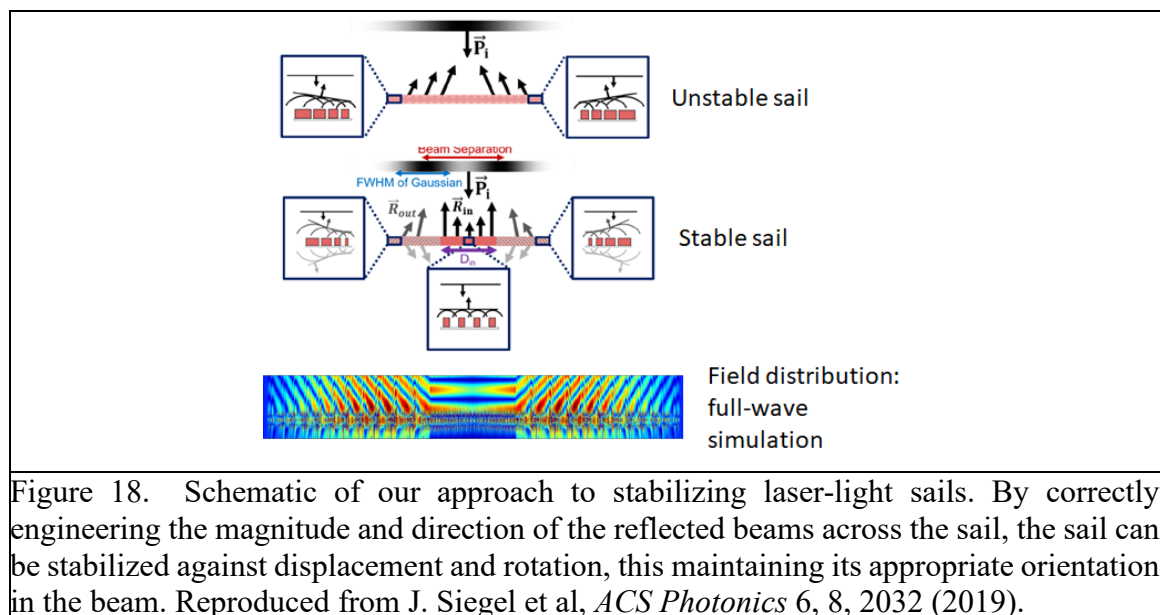 P⃗i
Unstable sail
Beam Separation
FWHM of Gaussian
P⃗i
R⃗out
R⃗in
Stable sail
Din
Field distribution:
full-wave
simulation
Figure 18. Schematic of our approach to stabilizing laser-light sails. By correctly
engineering the magnitude and direction of the reflected beams across the sail, the sail can
be stabilized against displacement and rotation, this maintaining its appropriate orientation
in the beam. Reproduced from J. Siegel et al, ACS Photonics 6, 8, 2032 (2019).